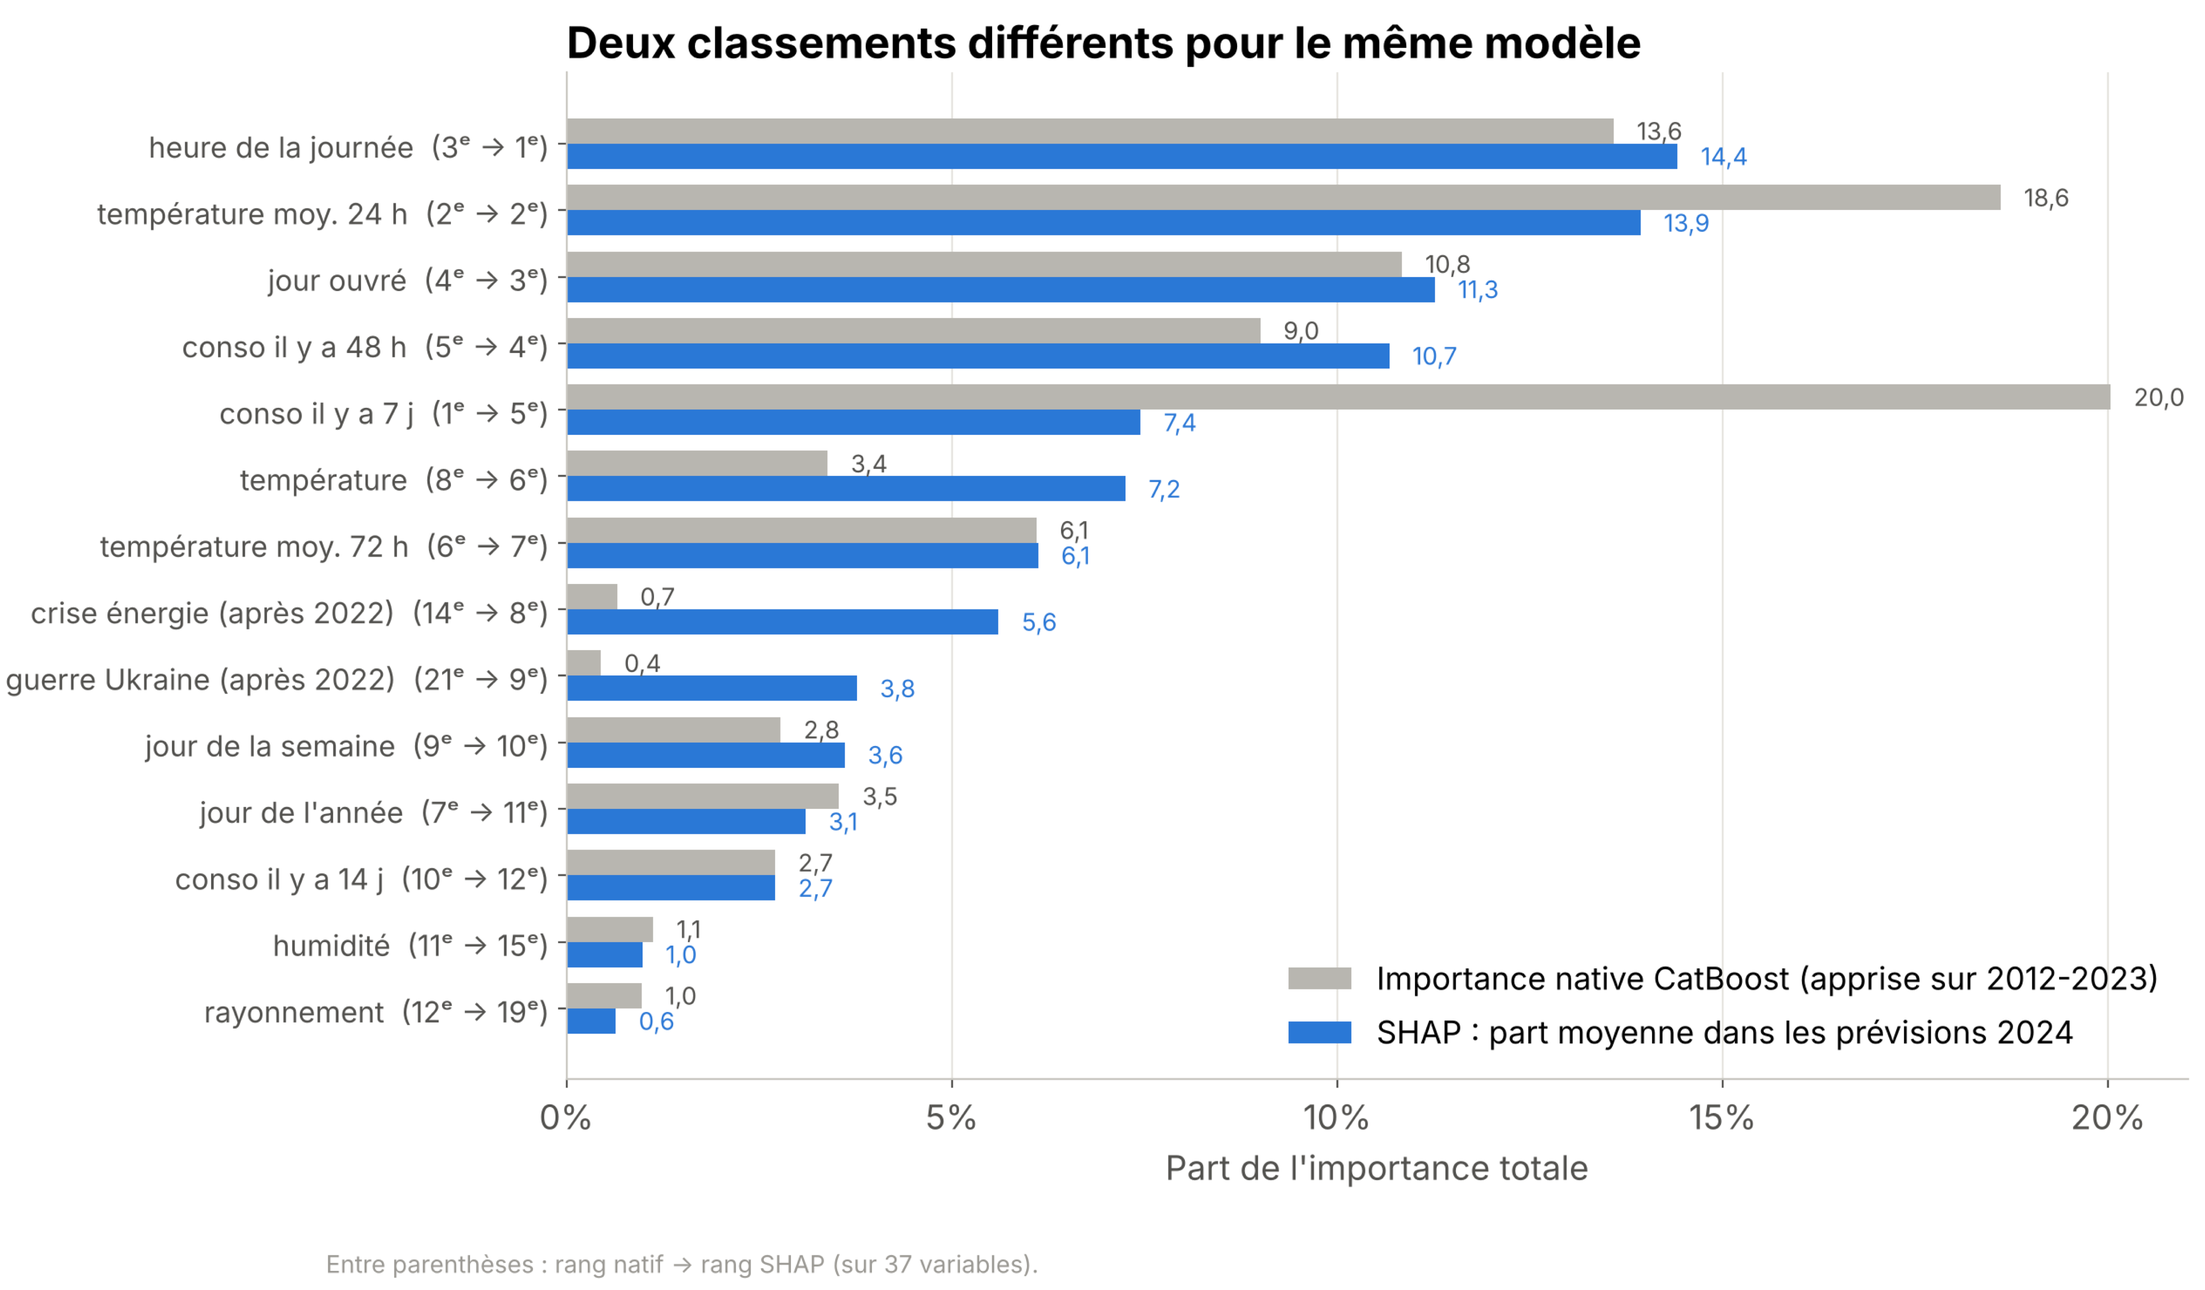 Deux classements différents pour le même modèle
heure de la journée (3ᵉ → 1ᵉ)
13,6
14,4
température moy. 24 h (2ᵉ → 2ᵉ)
18,6
13,9
jour ouvré (4ᵉ → 3ᵉ)
10,8
11,3
conso il y a 48 h (5ᵉ → 4ᵉ)
9,0
10,7
conso il y a 7 j (1ᵉ → 5ᵉ)
20,0
7,4
température (8ᵉ → 6ᵉ)
3,4
7,2
température moy. 72 h (6ᵉ → 7ᵉ)
6,1
6,1
crise énergie (après 2022) (14ᵉ → 8ᵉ)
0,7
5,6
guerre Ukraine (après 2022) (21ᵉ → 9ᵉ)
0,4
3,8
jour de la semaine (9ᵉ → 10ᵉ)
2,8
3,6
jour de l'année (7ᵉ → 11ᵉ)
3,5
3,1
conso il y a 14 j (10ᵉ → 12ᵉ)
2,7
2,7
humidité (11ᵉ → 15ᵉ)
1,1
1,0
rayonnement (12ᵉ → 19ᵉ)
1,0
0,6
Importance native CatBoost (apprise sur 2012-2023)
SHAP : part moyenne dans les prévisions 2024
0% 5% 10% 15% 20%
Part de l'importance totale
Entre parenthèses : rang natif → rang SHAP (sur 37 variables).